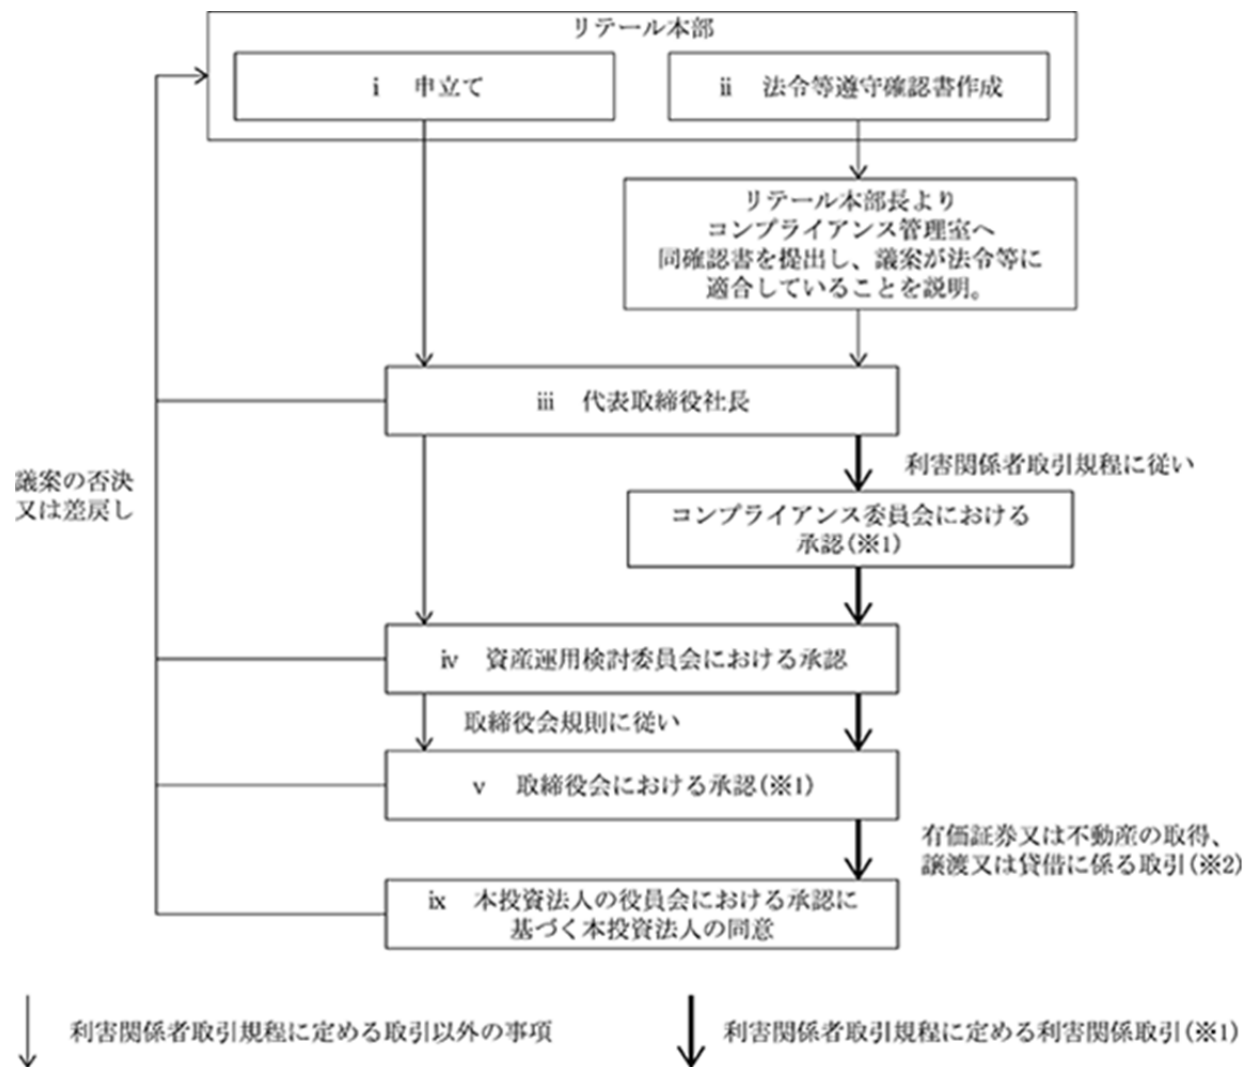 リテール本部
ⅰ 申立て
ⅱ 法令等遵守確認書作成
リテール本部長より
コンプライアンス管理室へ
同確認書を提出し、議案が法令等に
適合していることを説明。
ⅲ 代表取締役社長
議案の否決
又は差戻し
利害関係者取引規程に従い
コンプライアンス委員会における
承認(※1)
ⅳ 資産運用検討委員会における承認
取締役会規則に従い
ⅴ 取締役会における承認(※1)
有価証券又は不動産の取得、
譲渡又は貸借に係る取引(※2)
ⅸ 本投資法人の役員会における承認に
基づく本投資法人の同意
利害関係者取引規程に定める取引以外の事項
利害関係者取引規程に定める利害関係取引(※1)